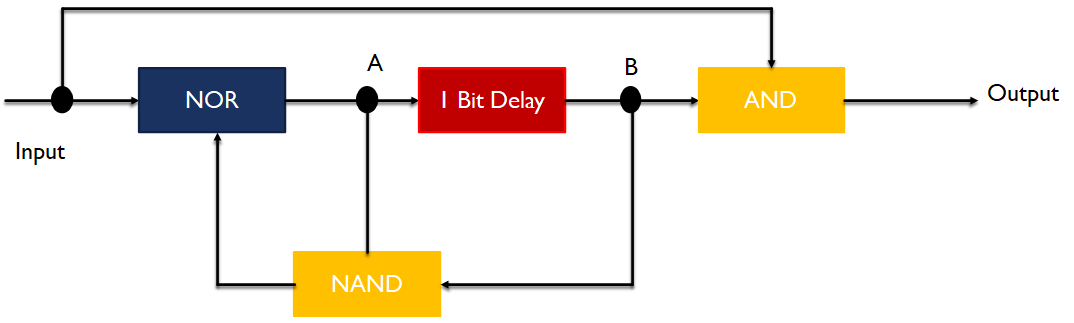 A
B
NOR
1 Bit Delay
AND
Output
Input
NAND